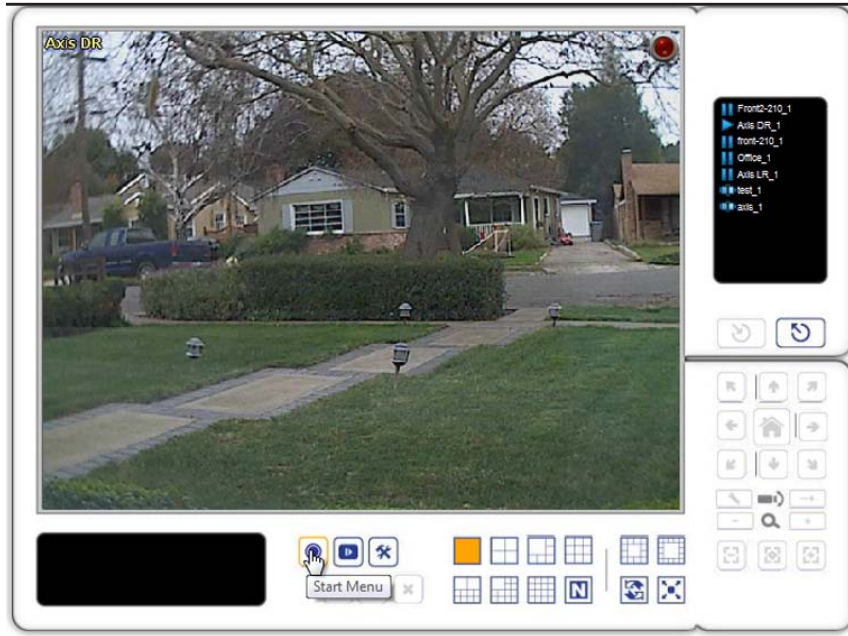 Axis DR
Front2-210_1
Axis DR_1
front-210_1
Office_1
Axis LR_1
test_1
axis_1
Start Menu
N